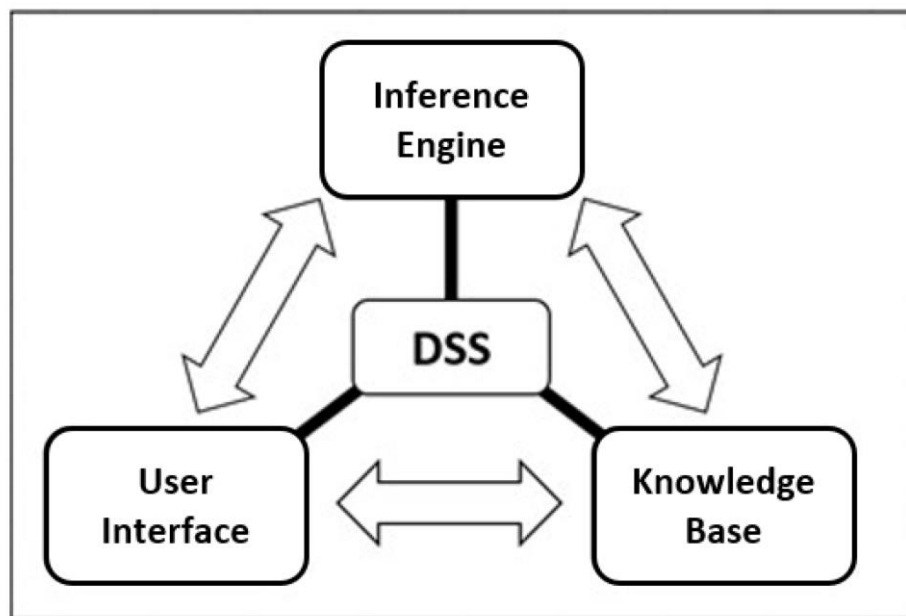 Inference
Engine
DSS
User
Interface
Knowledge
Base